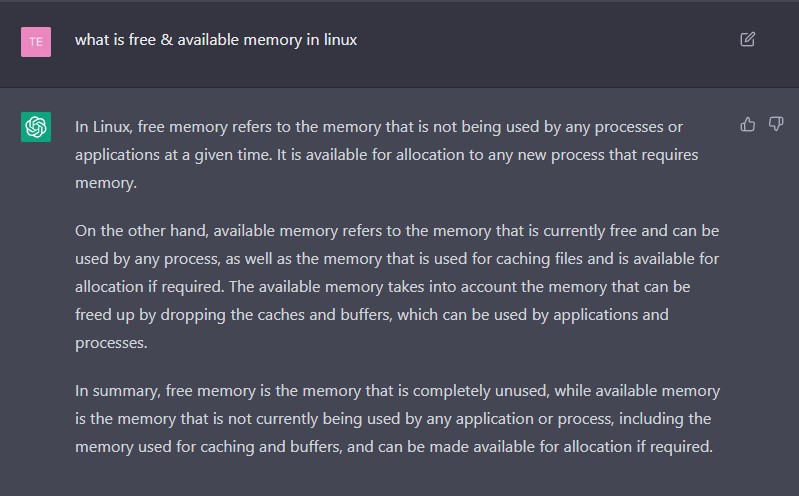 TE
what is free & available memory in linux
In Linux, free memory refers to the memory that is not being used by any processes or
applications at a given time. It is available for allocation to any new process that requires
memory.
On the other hand, available memory refers to the memory that is currently free and can be
used by any process, as well as the memory that is used for caching files and is available for
allocation if required. The available memory takes into account the memory that can be
freed up by dropping the caches and buffers, which can be used by applications and
processes.
In summary, free memory is the memory that is completely unused, while available memory
is the memory that is not currently being used by any application or process, including the
memory used for caching and buffers, and can be made available for allocation if required.